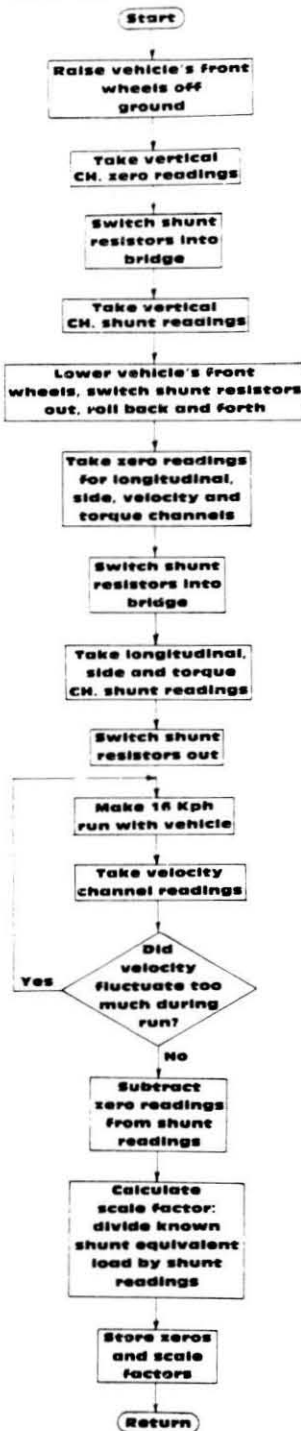 Start
Raise vehicle's front
wheels off
ground
Take vertical
CH. zero readings
Switch shunt
resistors into
bridge
Take vertical
CH. shunt readings
Lower vehicle's front
wheels, switch shunt resistors
out, roll back and forth
Take zero readings
for longitudinal,
side, velocity and
torque channels
Switch shunt
resistors into
bridge
Take longitudinal,
side and torque
CH. shunt readings
Switch shunt
resistors out
Make 16 Kph
run with vehicle
Take velocity
channel readings
Did
velocity
fluctuate too
much during
run?
Yes
No
Subtract
zero readings
from shunt
readings
Calculate
scale factor:
divide known
shunt equivalent
load by shunt
readings
Store zeros
and scale
factors
Return